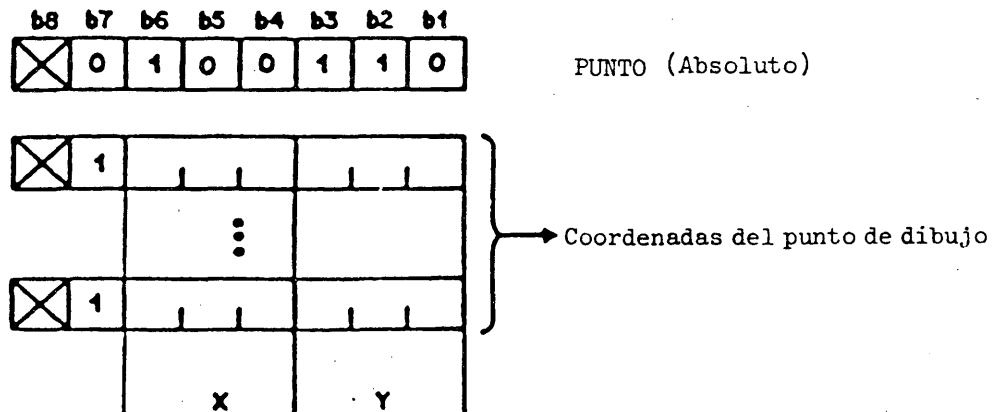 b8 b7 b6 b5 b4 b3 b2 b1
0 1 0 0 1 1 0 PUNTO (Absoluto)
1
Coordenadas del punto de dibujo
1
X Y